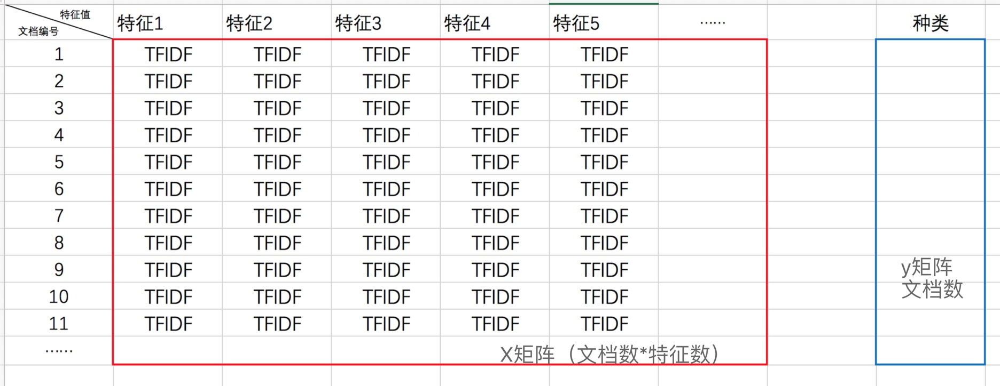 特征值
文档编号
特征1 特征2 特征3 特征4 特征5 …… 种类
1 TFIDF TFIDF TFIDF TFIDF TFIDF
2 TFIDF TFIDF TFIDF TFIDF TFIDF
3 TFIDF TFIDF TFIDF TFIDF TFIDF
4 TFIDF TFIDF TFIDF TFIDF TFIDF
5 TFIDF TFIDF TFIDF TFIDF TFIDF
6 TFIDF TFIDF TFIDF TFIDF TFIDF
7 TFIDF TFIDF TFIDF TFIDF TFIDF
8 TFIDF TFIDF TFIDF TFIDF TFIDF
9 TFIDF TFIDF TFIDF TFIDF TFIDF
10 TFIDF TFIDF TFIDF TFIDF TFIDF
11 TFIDF TFIDF TFIDF TFIDF TFIDF
……
X矩阵（文档数*特征数）
y矩阵
文档数